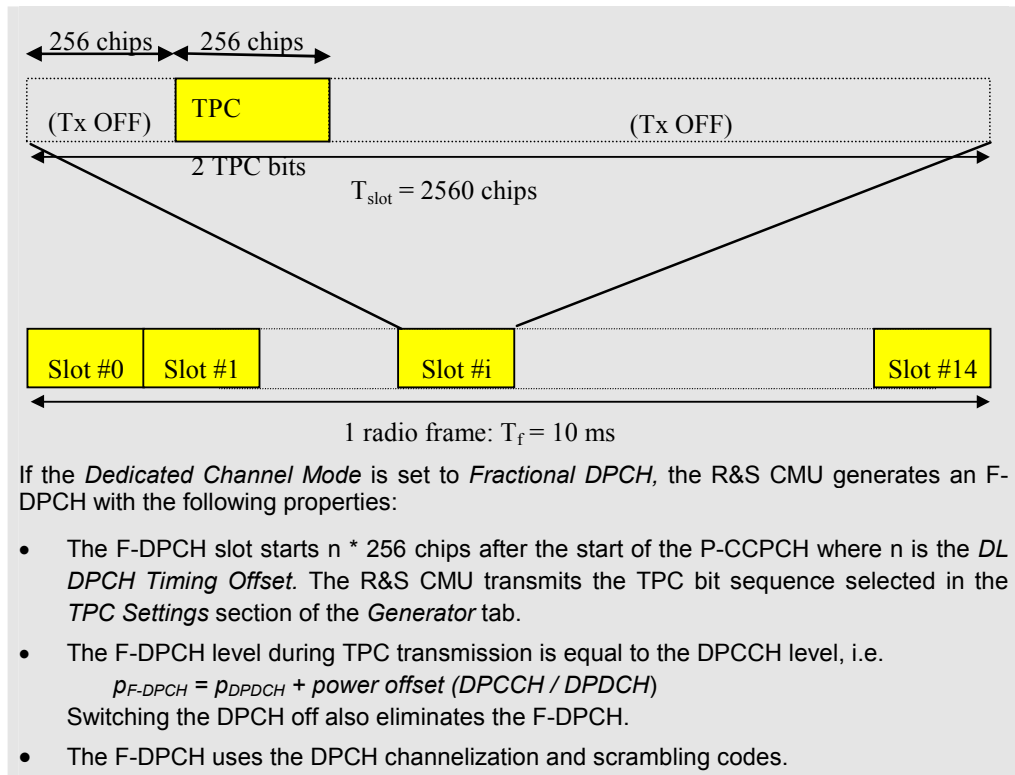 256 chips 256 chips
(Tx OFF) TPC (Tx OFF)
2 TPC bits
T_slot = 2560 chips
Slot #0 Slot #1 Slot #i Slot #14
1 radio frame: T_f = 10 ms
If the Dedicated Channel Mode is set to Fractional DPCH, the R&S CMU generates an F-
DPCH with the following properties:
• The F-DPCH slot starts n * 256 chips after the start of the P-CCPCH where n is the DL
DPCH Timing Offset. The R&S CMU transmits the TPC bit sequence selected in the
TPC Settings section of the Generator tab.
• The F-DPCH level during TPC transmission is equal to the DPCCH level, i.e.
p_F-DPCH = p_DPDCH + power offset (DPCCH / DPDCH)
Switching the DPCH off also eliminates the F-DPCH.
• The F-DPCH uses the DPCH channelization and scrambling codes.